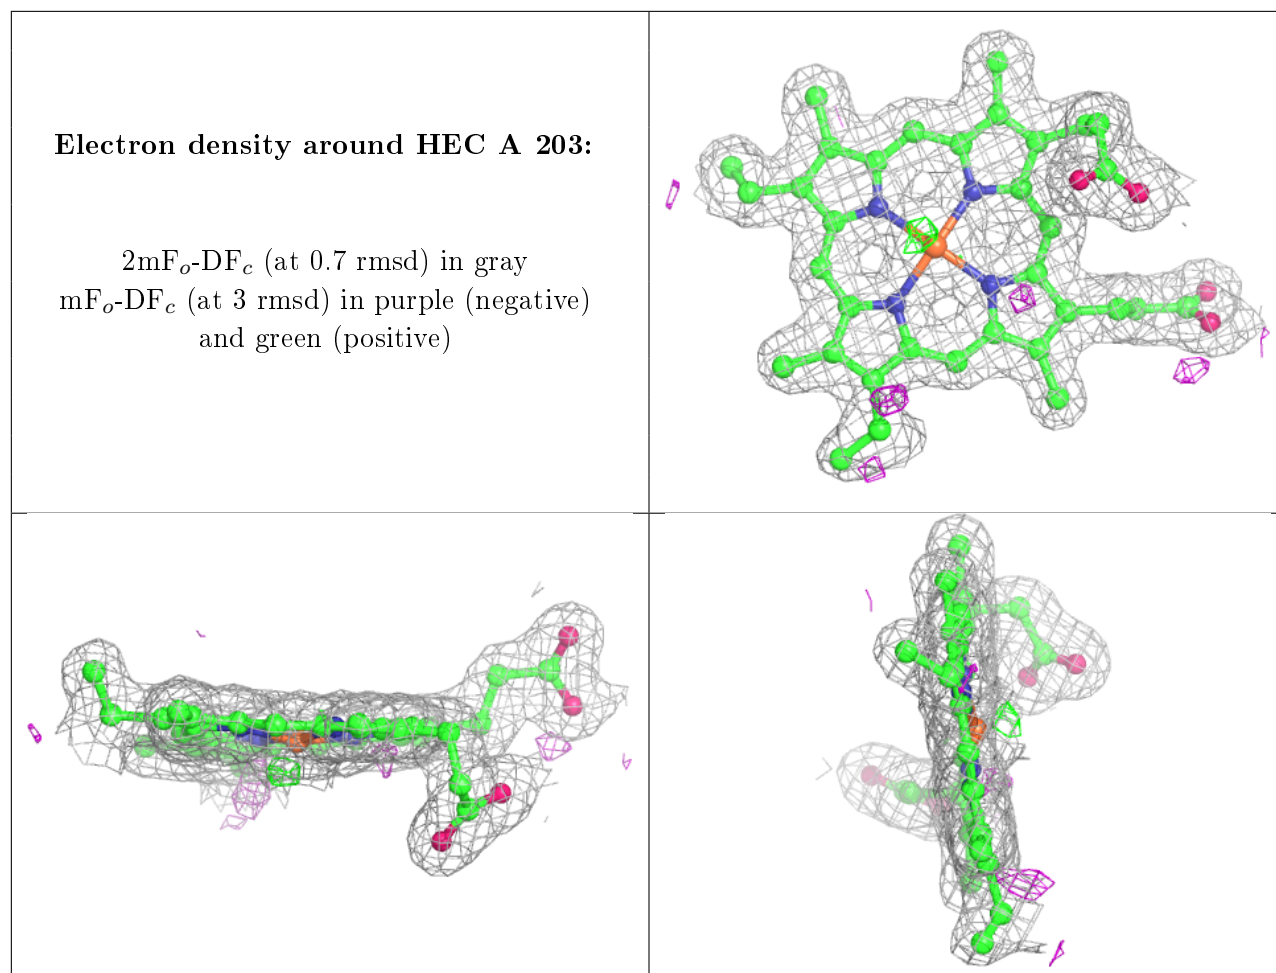 Electron density around HEC A 203:
2mFₒ-DF𝑐 (at 0.7 rmsd) in gray
mFₒ-DF𝑐 (at 3 rmsd) in purple (negative)
and green (positive)